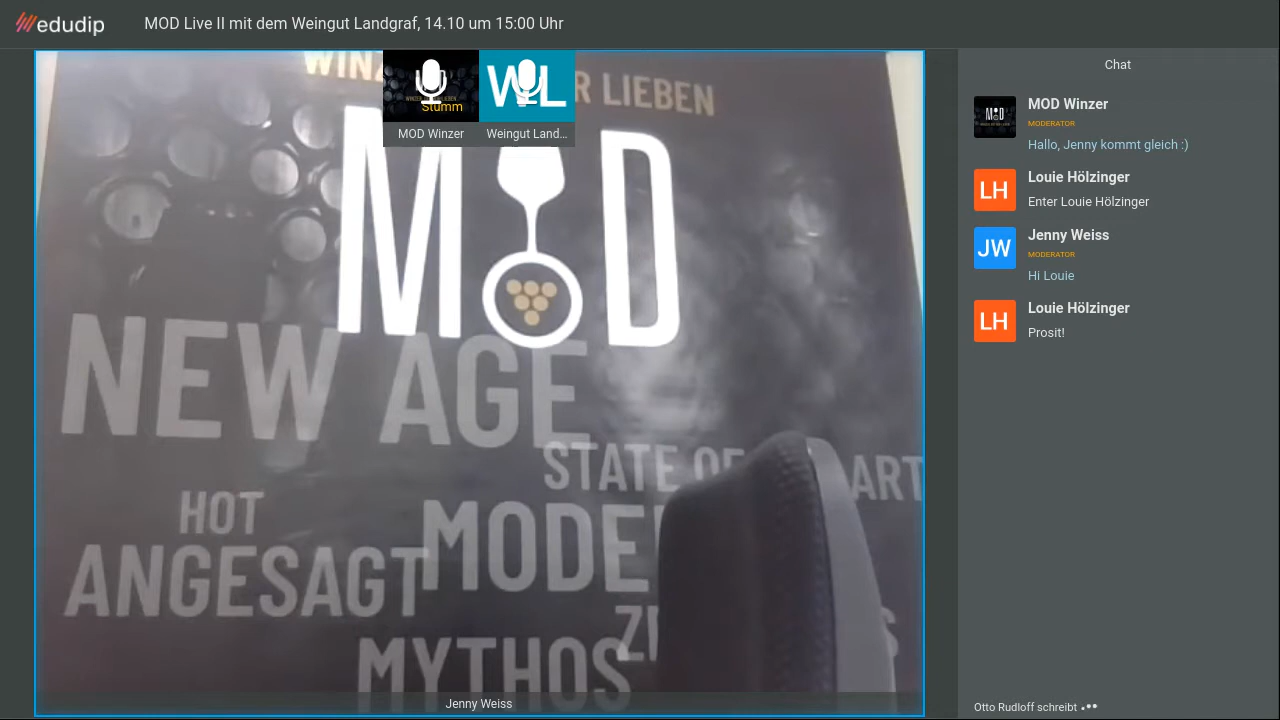 edudip
MOD Live II mit dem Weingut Landgraf, 14.10 um 15:00 Uhr
LIEBEN
Stumm
WL
MOD Winzer
Weingut Land...
MOD
NEW AGE
STATE OF
ART
HOT
ANGESAGT
MYTHOS
Jenny Weiss
Chat
MOD Winzer
MODERATOR
Hallo, Jenny kommt gleich :)
LH
Louie Hölzinger
Enter Louie Hölzinger
JW
Jenny Weiss
MODERATOR
Hi Louie
LH
Louie Hölzinger
Prosit!
Otto Rudloff schreibt